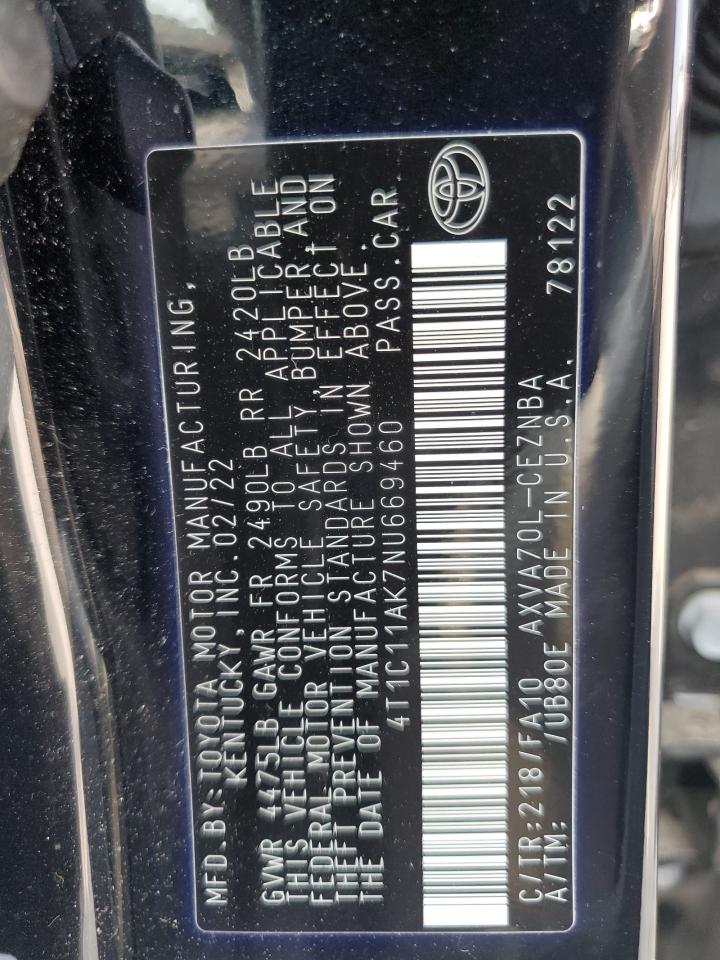 MFD.BY:TOYOTA MOTOR MANUFACTURING,
KENTUCKY, INC. 02/22
GVWR 4475LB GAWR FR 2490LB RR 2420LB
THIS VEHICLE CONFORMS TO ALL APPLICABLE
FEDERAL MOTOR VEHICLE SAFETY, BUMPER, AND
THEFT PREVENTION STANDARDS IN EFFECT ON
THE DATE OF MANUFACTURE SHOWN ABOVE.
4T1C11AK7NU669460 PASS.CAR
C/TR:218/FA10 AXVA70L-CEZNBA
A/TM: /UB80E MADE IN U.S.A. 78122